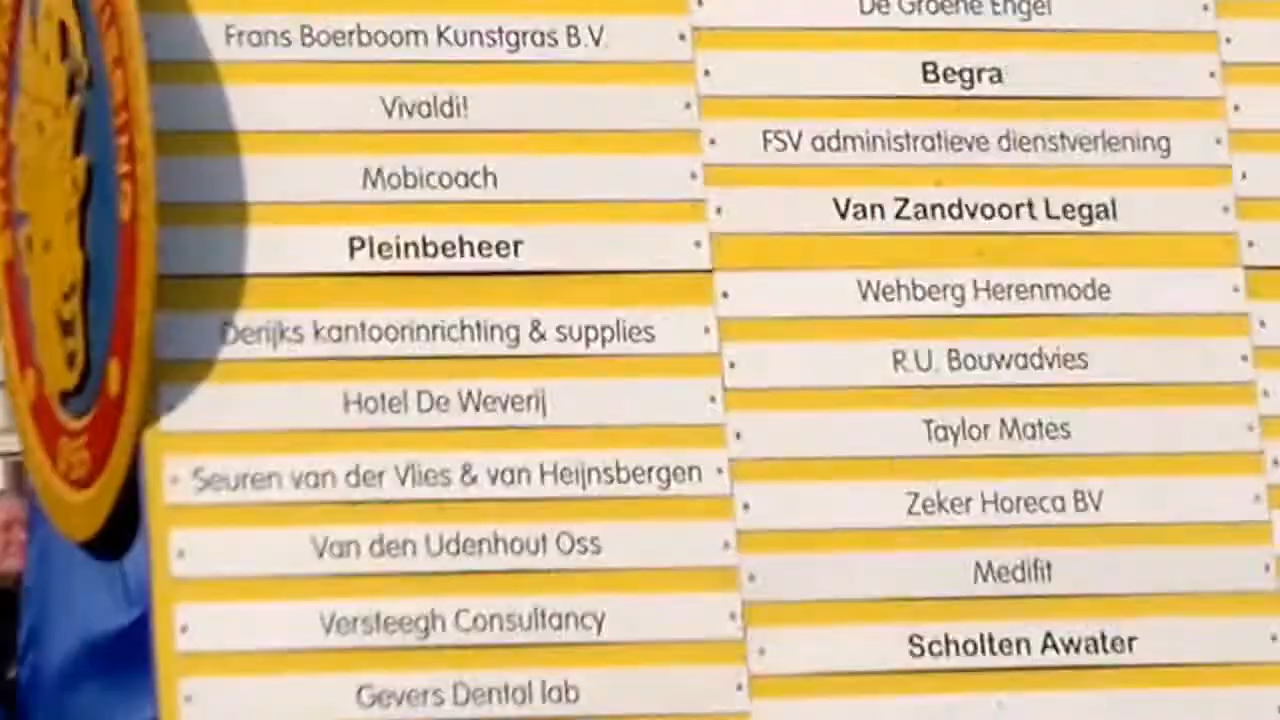 Frans Boerboom Kunstgras B.V.
Vivaldi!
Mobicoach
Pleinbeheer
Derijks kantoorinrichting & supplies
Hotel De Weverij
Seuren van der Vlies & van Heijnsbergen
Van den Udenhout Oss
Versteegh Consultancy
Gevers Dental lab
De Groene Engel
Begra
FSV administratieve dienstverlening
Van Zandvoort Legal
Wehberg Herenmode
R.U. Bouwadvies
Taylor Mates
Zeker Horeca BV
Medifit
Scholten Awater